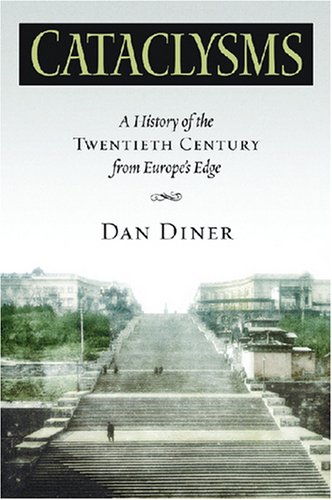 CATACLYSMS
A History of the
Twentieth Century
from Europe's Edge
DAN DINER